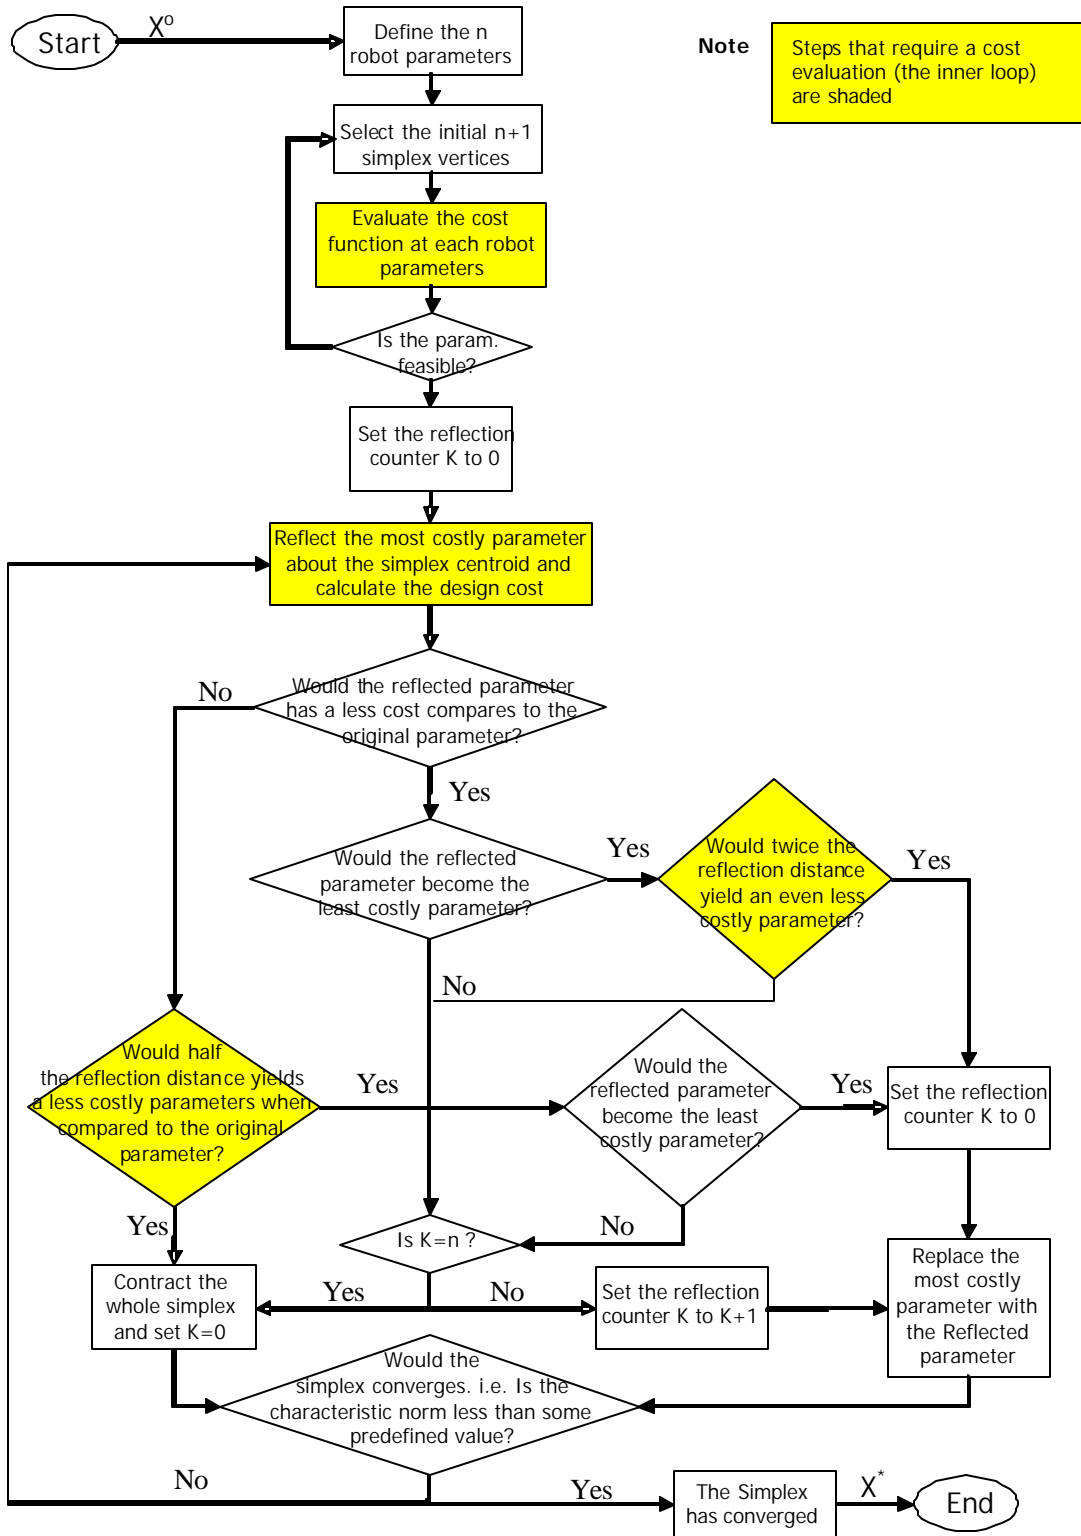 Start
X⁰
Define the n
robot parameters
Note
Steps that require a cost
evaluation (the inner loop)
are shaded
Select the initial n+1
simplex vertices
Evaluate the cost
function at each robot
parameters
Is the param.
feasible?
Set the reflection
counter K to 0
Reflect the most costly parameter
about the simplex centroid and
calculate the design cost
No
Would the reflected parameter
has a less cost compares to the
original parameter?
Yes
Would the reflected
parameter become the
least costly parameter?
Yes
Would twice the
reflection distance
yield an even less
costly parameter?
Yes
No
Would half
the reflection distance yields
a less costly parameters when
compared to the original
parameter?
Yes
Would the
reflected parameter
become the least
costly parameter?
Yes
Set the reflection
counter K to 0
Yes
No
Is K=n ?
Contract the
whole simplex
and set K=0
Yes
No
Set the reflection
counter K to K+1
Replace the
most costly
parameter with
the Reflected
parameter
Would the
simplex converges. i.e. Is the
characteristic norm less than some
predefined value?
No
Yes
The Simplex
has converged
X*
End